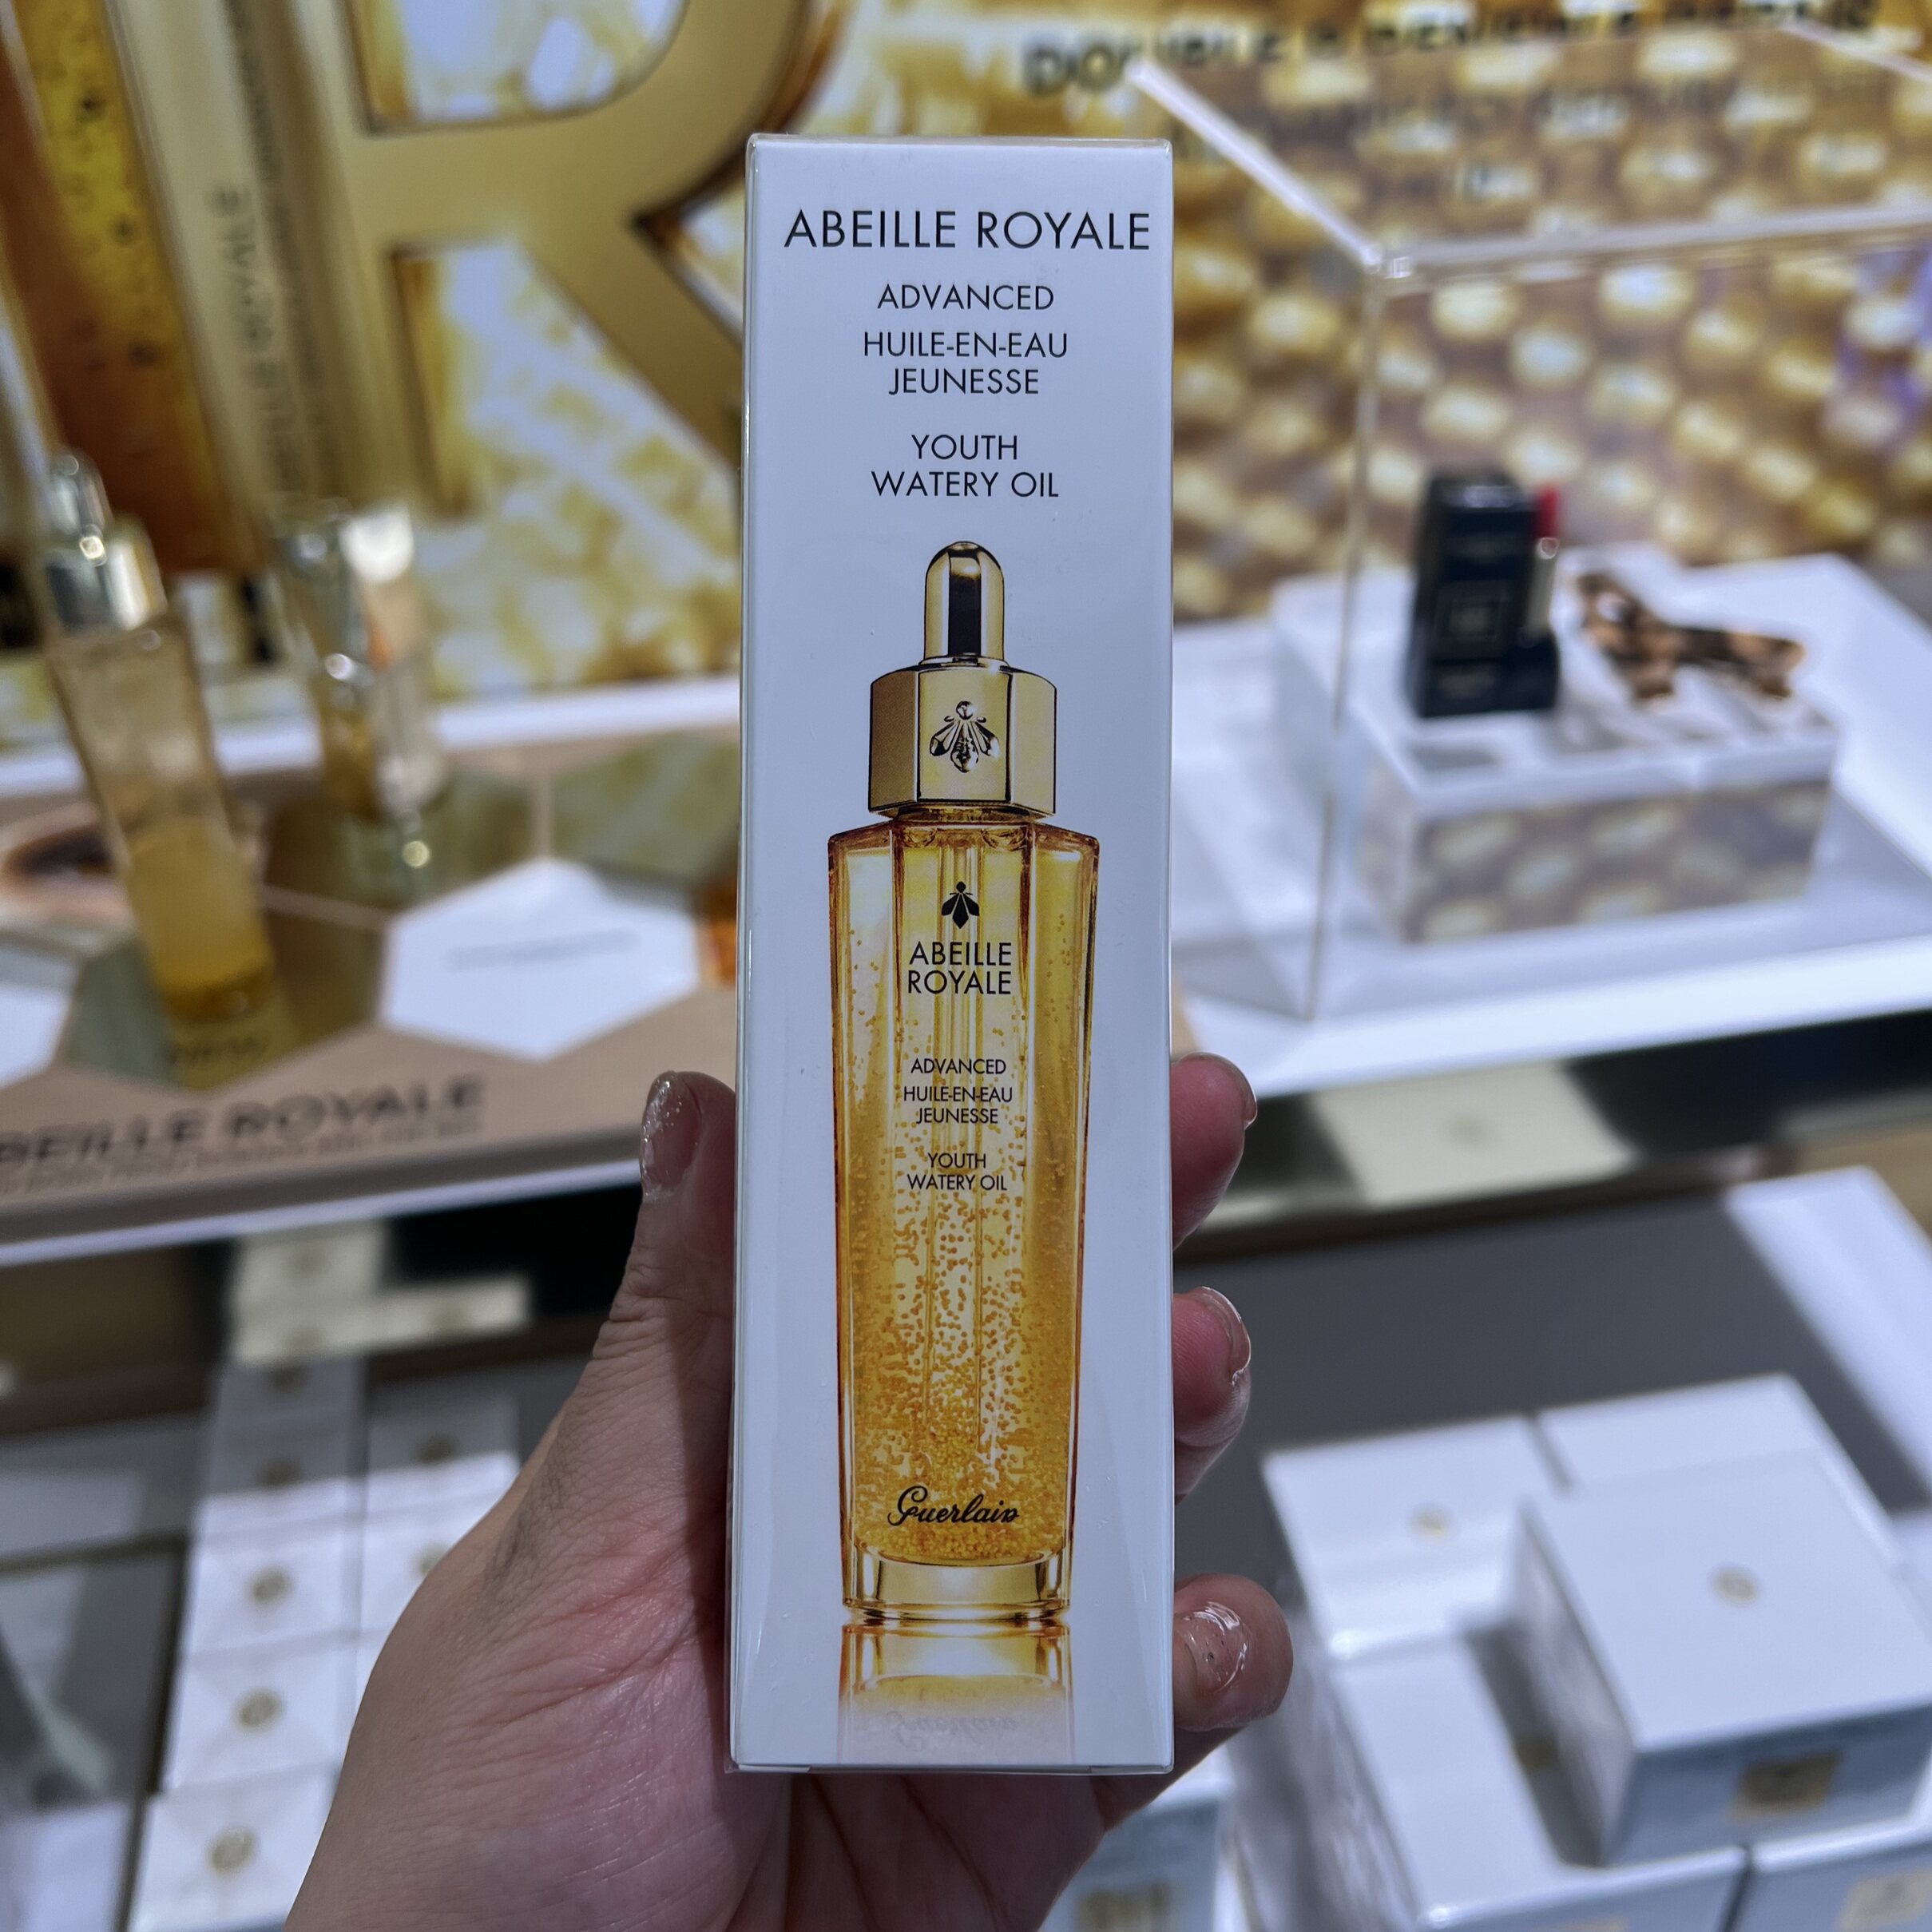 ABEILLE ROYALE
ADVANCED
HUILE-EN-EAU
JEUNESSE
YOUTH
WATERY OIL
ABEILLE
ROYALE
ADVANCED
HUILE-EN-EAU
JEUNESSE
YOUTH
WATERY OIL
Guerlain
ABEILLE ROYALE
DOUBLE